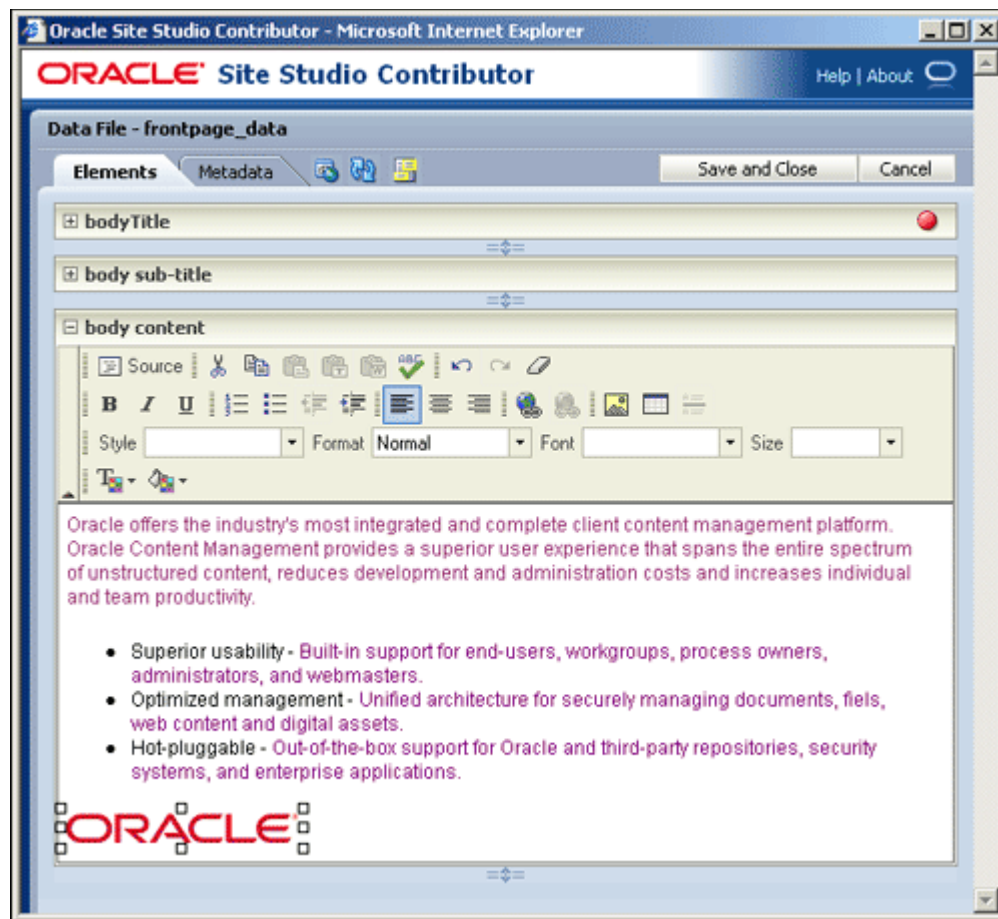 Oracle Site Studio Contributor - Microsoft Internet Explorer
ORACLE Site Studio Contributor
Help | About
Data File - frontpage_data
Elements Metadata Save and Close Cancel
bodyTitle
body sub-title
body content
Source ABC
B I U
Style Format Normal Font Size
T
Oracle offers the industry's most integrated and complete client content management platform.
Oracle Content Management provides a superior user experience that spans the entire spectrum
of unstructured content, reduces development and administration costs and increases individual
and team productivity.
• Superior usability - Built-in support for end-users, workgroups, process owners,
administrators, and webmasters.
• Optimized management - Unified architecture for securely managing documents, fiels,
web content and digital assets.
• Hot-pluggable - Out-of-the-box support for Oracle and third-party repositories, security
systems, and enterprise applications.
ORACLE